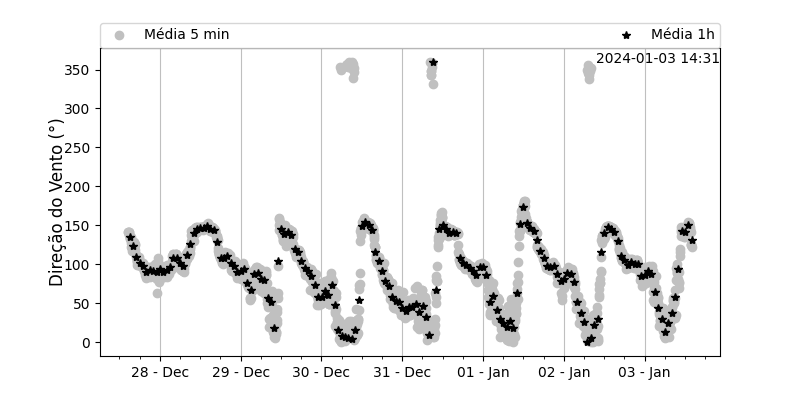 Média 5 min
Média 1h
2024-01-03 14:31
Direção do Vento (°)
350
300
250
200
150
100
50
0
28 - Dec
29 - Dec
30 - Dec
31 - Dec
01 - Jan
02 - Jan
03 - Jan